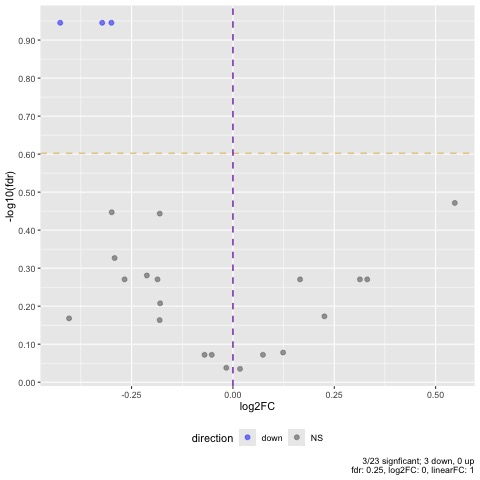 0.90
0.80
0.70
0.60
0.50
0.40
0.30
0.20
0.10
0.00
-log10(fdr)
-0.25 0.00 0.25 0.50
log2FC
direction down NS
3/23 signficant; 3 down, 0 up
fdr: 0.25, log2FC: 0, linearFC: 1